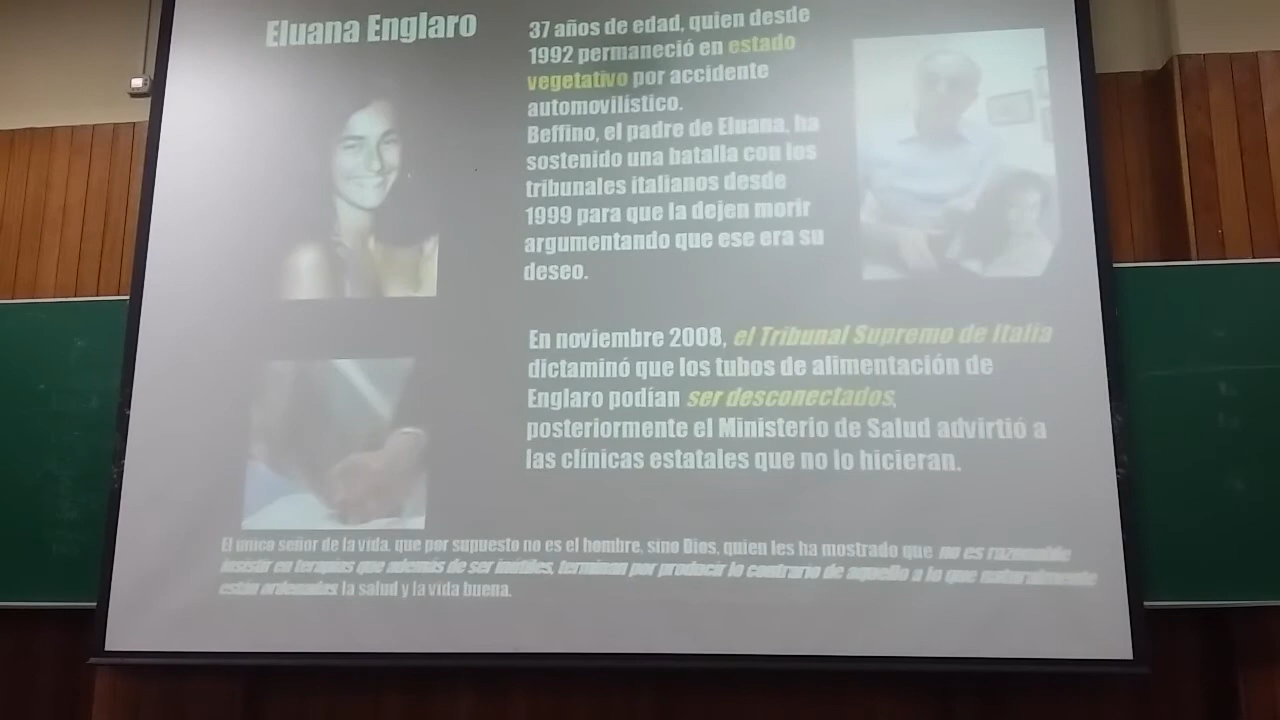 Eluana Englaro
37 años de edad, quien desde
1992 permaneció en estado
vegetativo por accidente
automovilístico.
Beffino, el padre de Eluana, ha
sostenido una batalla con los
tribunales italianos desde
1999 para que la dejen morir
argumentando que ese era su
deseo.
En noviembre 2008, el Tribunal Supremo de Italia
dictaminó que los tubos de alimentación de
Englaro podían ser desconectados,
posteriormente el Ministerio de Salud advirtió a
las clínicas estatales que no lo hicieran.
El unico señor de la vida, que por supuesto no es el hombre, sino Dios, quien les ha mostrado que no es razonable
insistir en terapias que además de ser inútiles, terminan por producir lo contrario de aquello a lo que naturalmente
están ordenadas la salud y la vida buena.